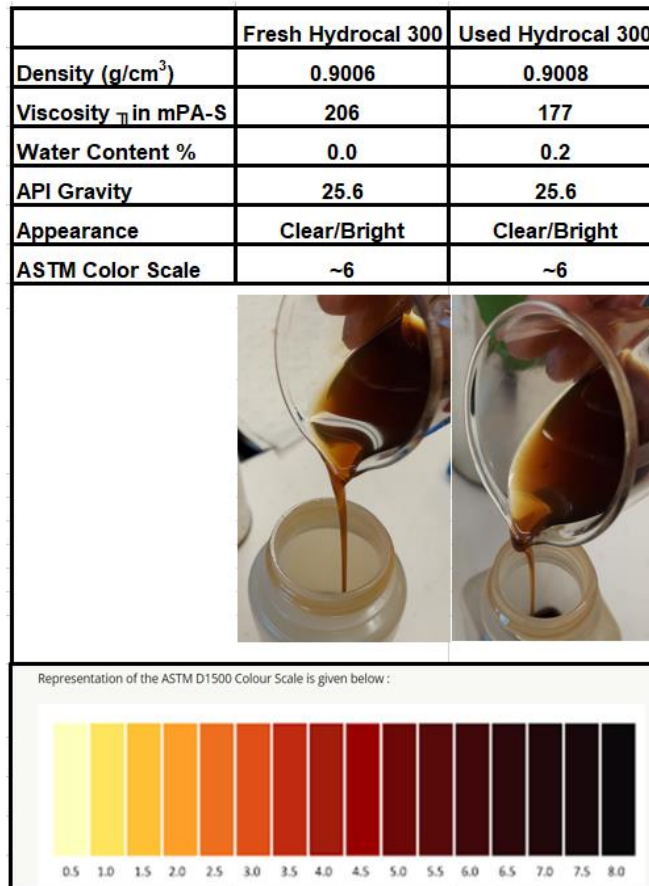 Fresh Hydrocal 300 Used Hydrocal 300
Density (g/cm³) 0.9006 0.9008
Viscosity ╖ in mPA-S 206 177
Water Content % 0.0 0.2
API Gravity 25.6 25.6
Appearance Clear/Bright Clear/Bright
ASTM Color Scale ~6 ~6
Representation of the ASTM D1500 Colour Scale is given below :
0.5 1.0 1.5 2.0 2.5 3.0 3.5 4.0 4.5 5.0 5.5 6.0 6.5 7.0 7.5 8.0